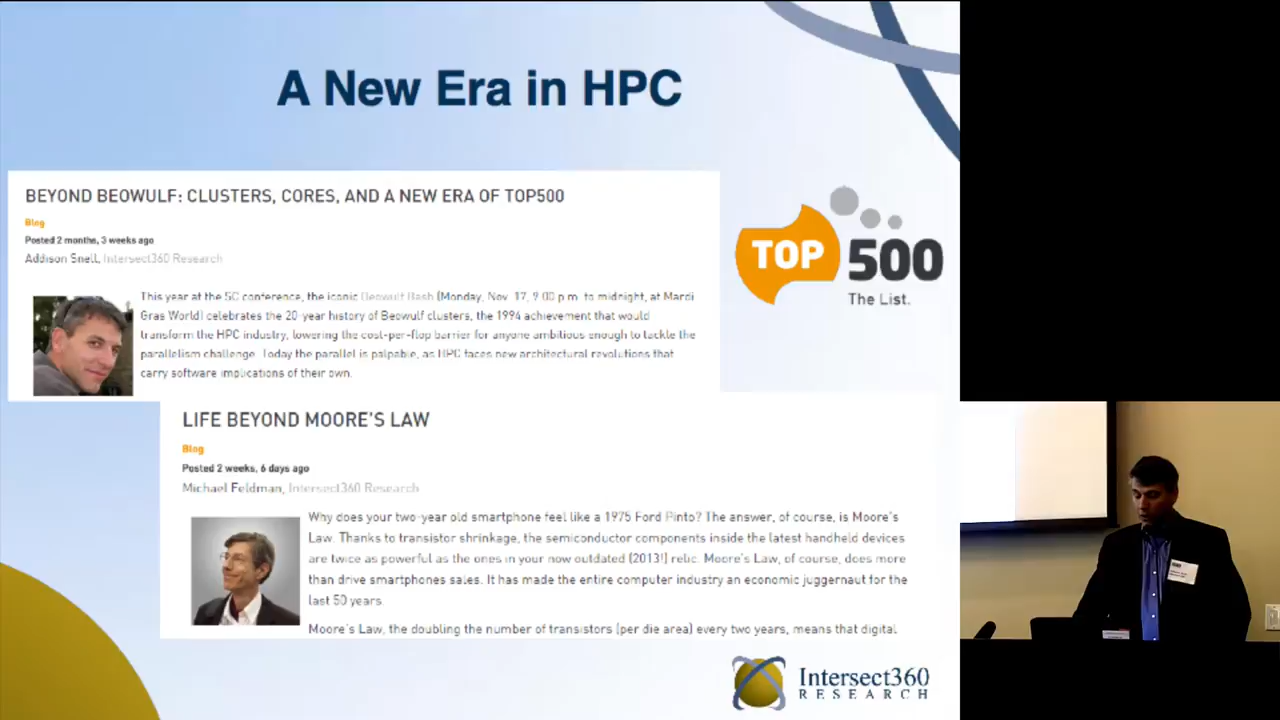 A New Era in HPC
BEYOND BEOWULF: CLUSTERS, CORES, AND A NEW ERA OF TOP500
Blog
Posted 2 months, 3 weeks ago
Addison Snell, Intersect360 Research
This year at the SC conference, the iconic Beowulf Bash (Monday, Nov. 17, 9:00 p.m. to midnight, at Mardi
Gras World) celebrates the 20-year history of Beowulf clusters, the 1994 achievement that would
transform the HPC industry, lowering the cost-per-flop barrier for anyone ambitious enough to tackle the
parallelism challenge. Today the parallel is palpable, as HPC faces new architectural revolutions that
carry software implications of their own.
TOP 500
The List.
LIFE BEYOND MOORE'S LAW
Blog
Posted 2 weeks, 6 days ago
Michael Feldman, Intersect360 Research
Why does your two-year old smartphone feel like a 1975 Ford Pinto? The answer, of course, is Moore's
Law. Thanks to transistor shrinkage, the semiconductor components inside the latest handheld devices
are twice as powerful as the ones in your now outdated (2013!) relic. Moore's Law, of course, does more
than drive smartphones sales. It has made the entire computer industry an economic juggernaut for the
last 50 years.
Moore's Law, the doubling the number of transistors (per die area) every two years, means that digital
Intersect360
RESEARCH